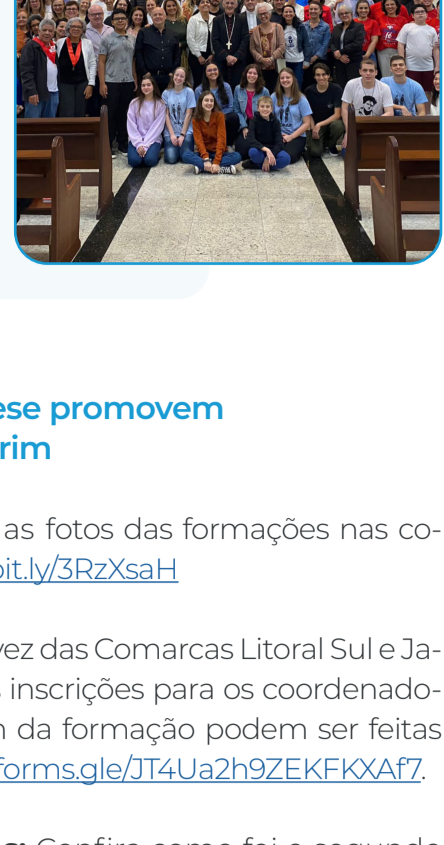 ese promovem
rim
as fotos das formações nas co-
bit.ly/3RzXsaH
vez das Comarcas Litoral Sul e Ja-
inscrições para os coordenado-
da formação podem ser feitas
forms.gle/JT4Ua2h9ZEKFKXAf7.